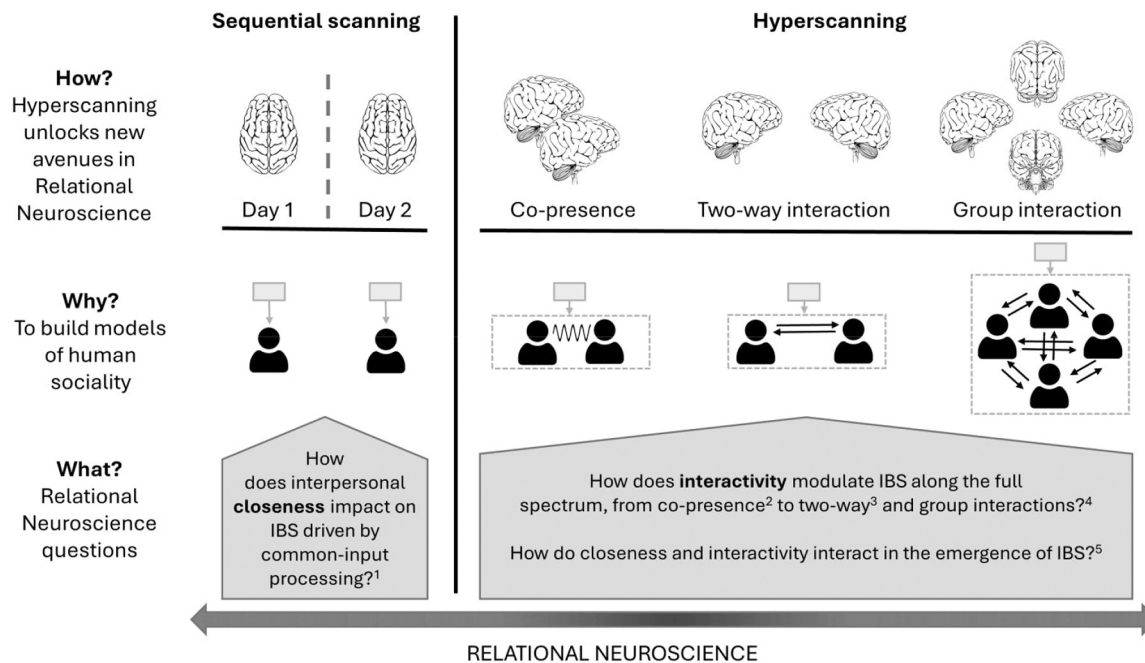 Sequential scanning
Hyperscanning
How?
Hyperscanning
unlocks new
avenues in
Relational
Neuroscience
Day 1
Day 2
Co-presence
Two-way interaction
Group interaction
Why?
To build models
of human
sociality
What?
Relational
Neuroscience
questions
How
does interpersonal
closeness impact on
IBS driven by
common-input
processing?¹
How does interactivity modulate IBS along the full
spectrum, from co-presence² to two-way³ and group interactions?⁴
How do closeness and interactivity interact in the emergence of IBS?⁵
RELATIONAL NEUROSCIENCE